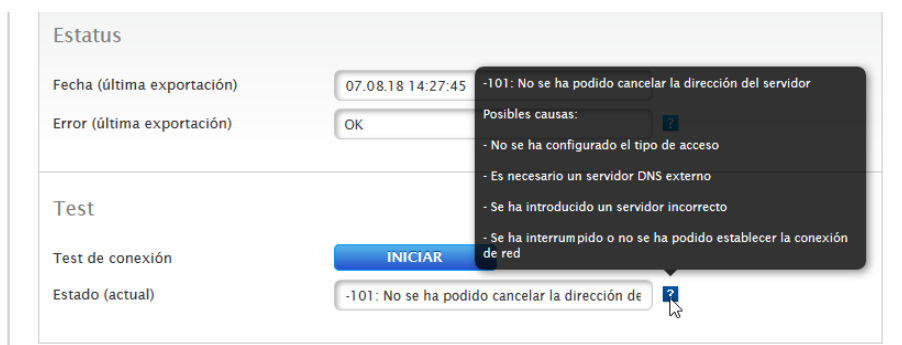 Estatus
Fecha (última exportación)
07.08.18 14:27:45
Error (última exportación)
OK
?
-101: No se ha podido cancelar la dirección del servidor
Posibles causas:
- No se ha configurado el tipo de acceso
- Es necesario un servidor DNS externo
- Se ha introducido un servidor incorrecto
- Se ha interrumpido o no se ha podido establecer la conexión
de red
Test
Test de conexión
INICIAR
Estado (actual)
-101: No se ha podido cancelar la dirección de
?